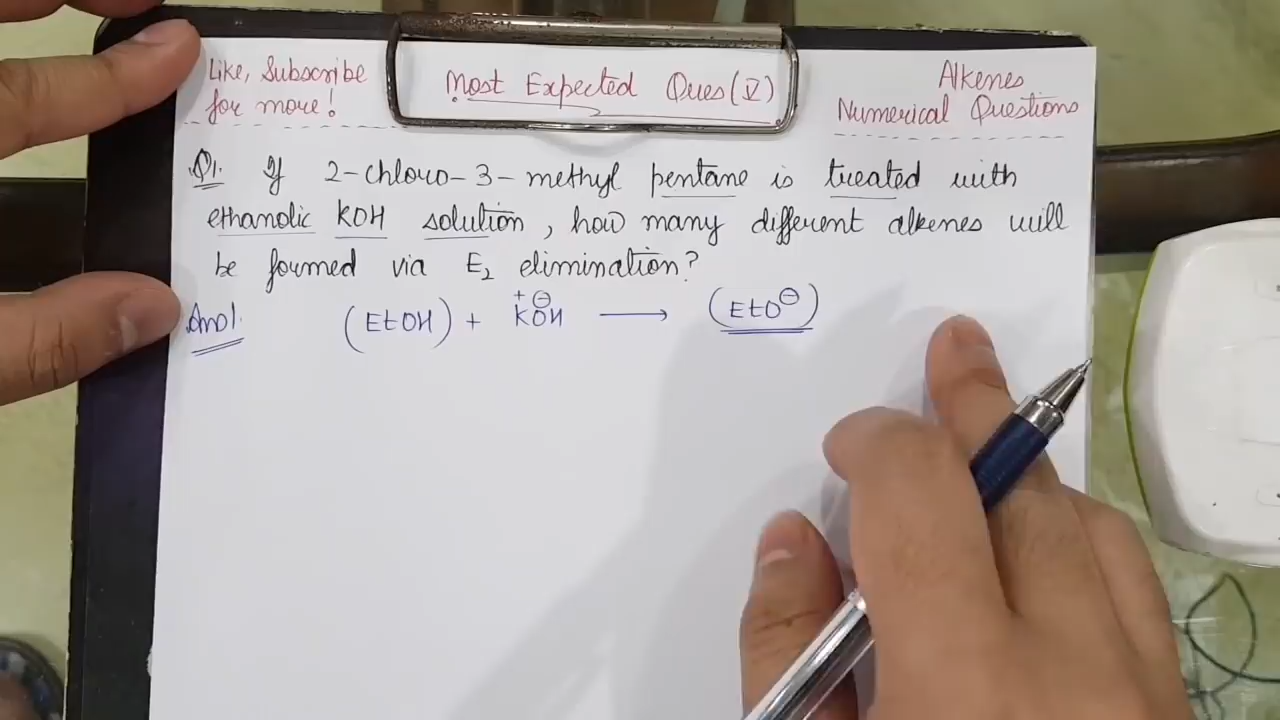 Like, Subscribe
for more!
Most Expected Ques(V)
Alkenes
Numerical Questions
Q1. If 2-chloro-3-methyl pentane is treated with
ethanolic KOH solution, how many different alkenes will
be formed via E₂ elimination?
Ans1. (EtOH) + K⁺OH⊖ ⟶ (EtO⊖)